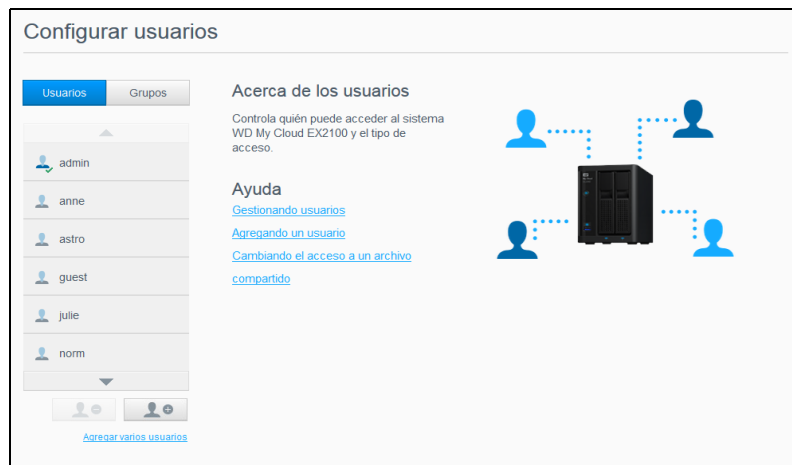 Configurar usuarios
Usuarios
Grupos
admin
anne
astro
guest
julie
norm
Agregar varios usuarios
Acerca de los usuarios
Controla quién puede acceder al sistema
WD My Cloud EX2100 y el tipo de
acceso.
Ayuda
Gestionando usuarios
Agregando un usuario
Cambiando el acceso a un archivo
compartido